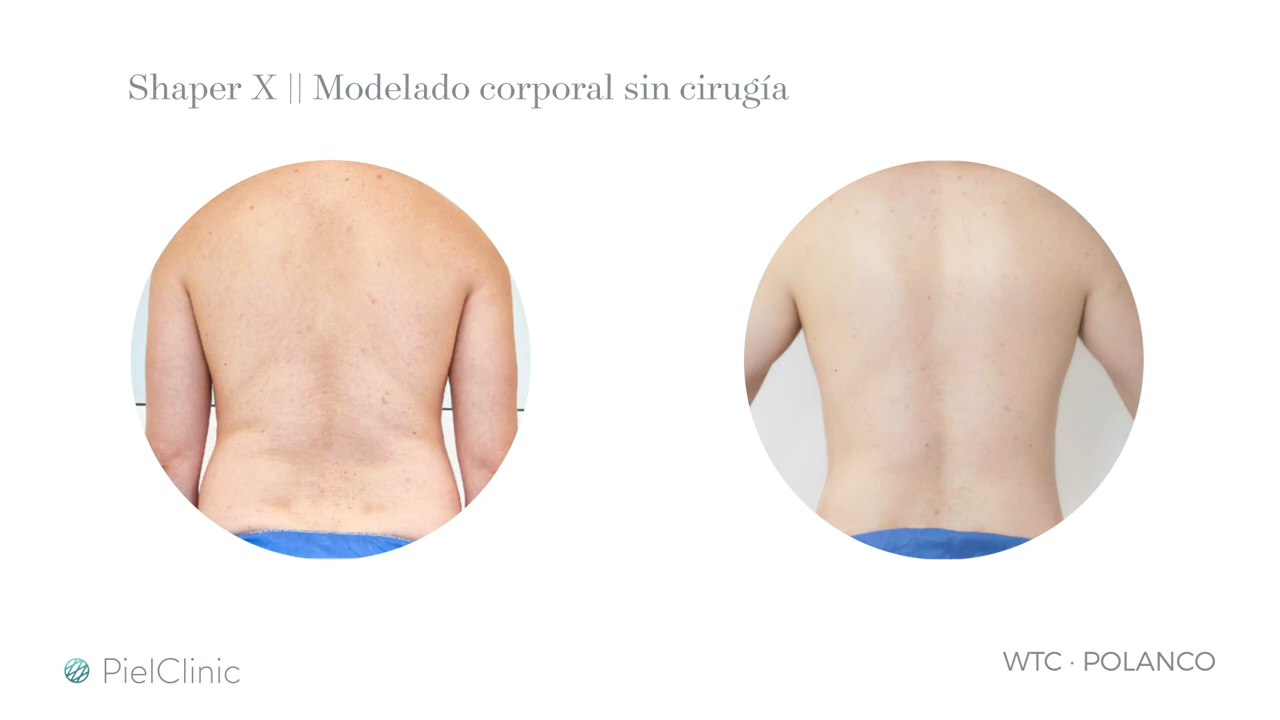 Shaper X || Modelado corporal sin cirugía
PielClinic
WTC · POLANCO